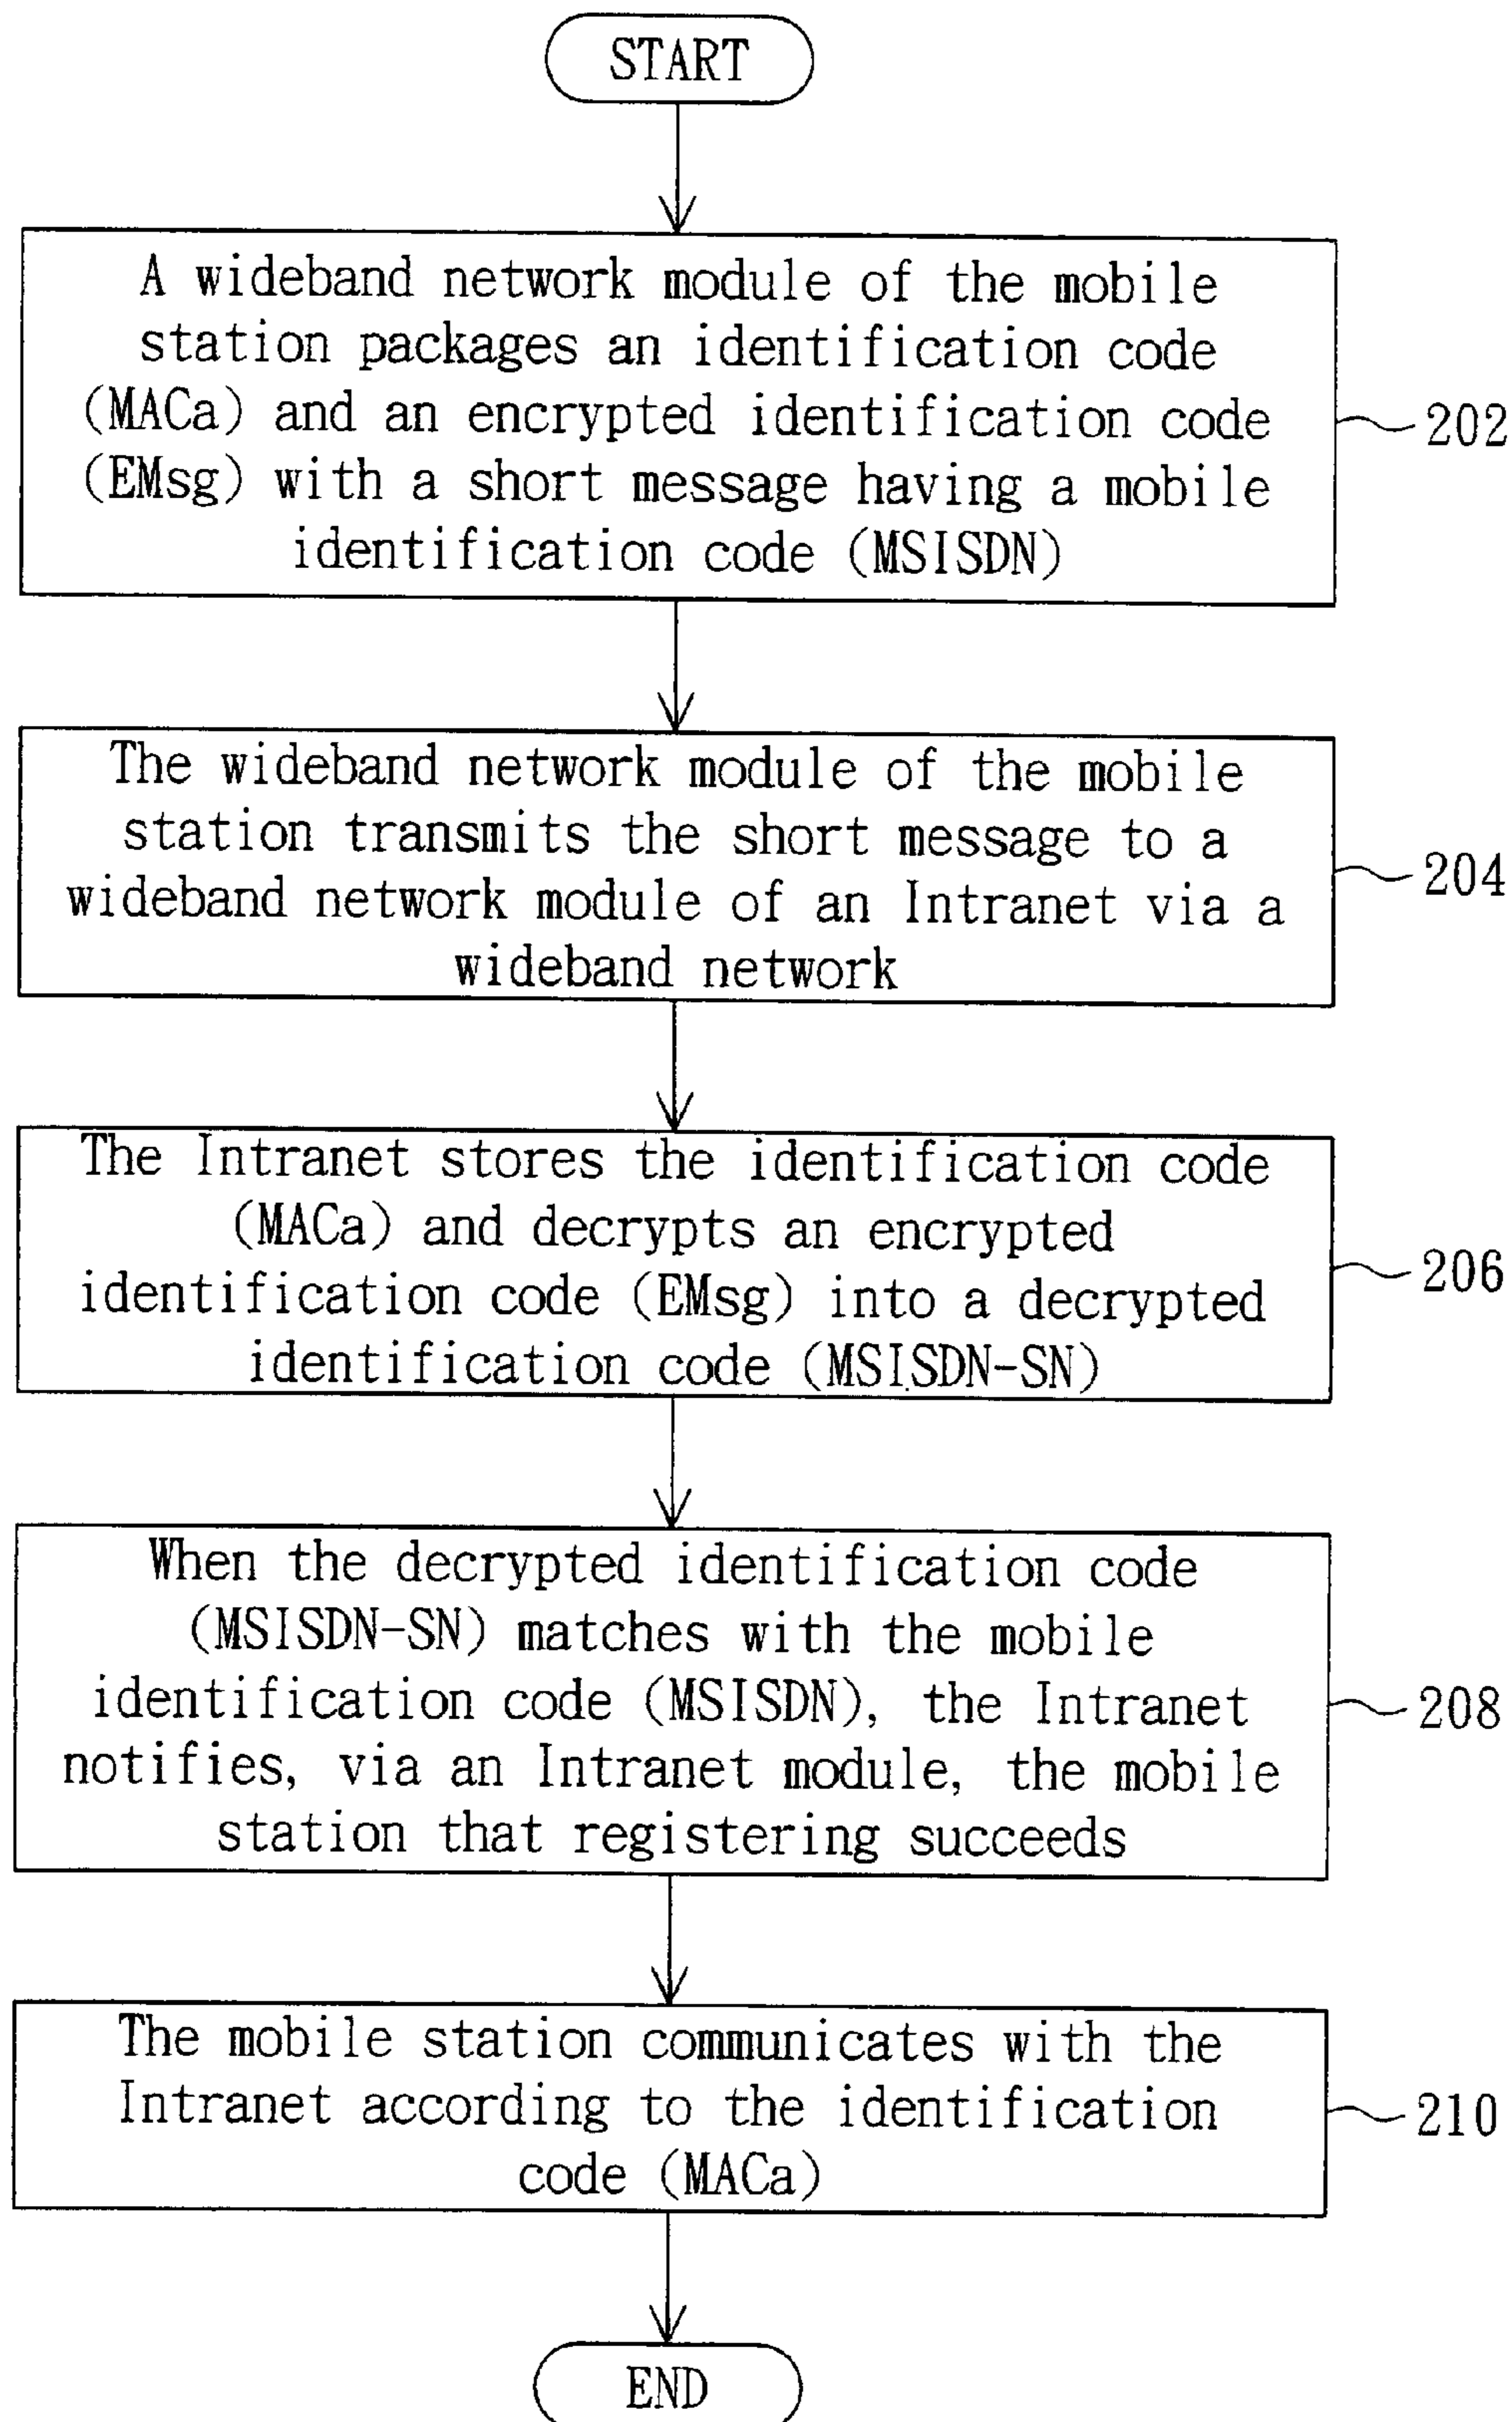 START
A wideband network module of the mobile
station packages an identification code
(MACa) and an encrypted identification code
(EMsg) with a short message having a mobile
identification code (MSISDN)
202
The wideband network module of the mobile
station transmits the short message to a
wideband network module of an Intranet via a
wideband network
204
The Intranet stores the identification code
(MACa) and decrypts an encrypted
identification code (EMsg) into a decrypted
identification code (MSISDN-SN)
206
When the decrypted identification code
(MSISDN-SN) matches with the mobile
identification code (MSISDN), the Intranet
notifies, via an Intranet module, the mobile
station that registering succeeds
208
The mobile station communicates with the
Intranet according to the identification
code (MACa)
210
END